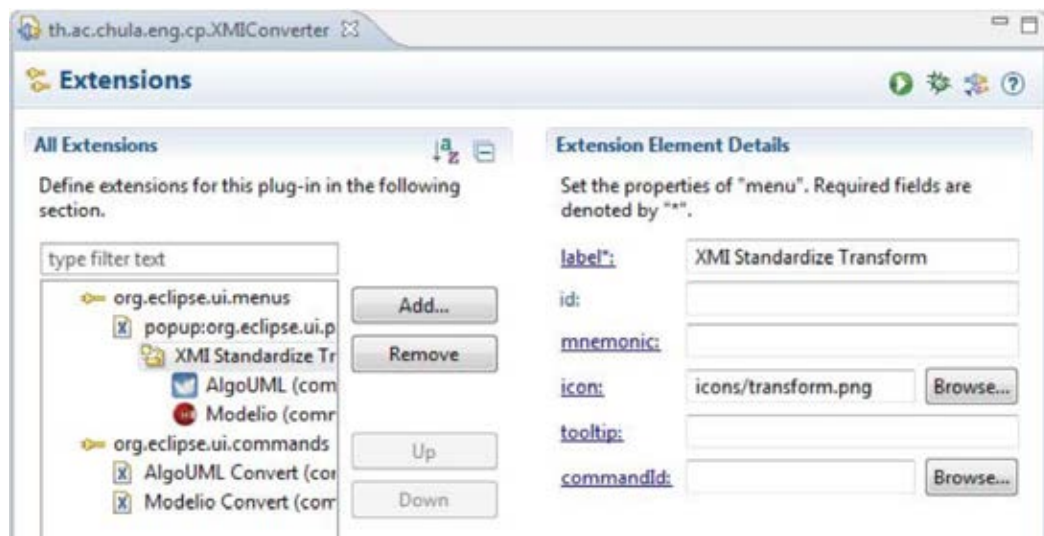 th.ac.chula.eng.cp.XMIConverter
Extensions
All Extensions
Define extensions for this plug-in in the following
section.
type filter text
org.eclipse.ui.menus
popup:org.eclipse.ui.p
XMI Standardize Tr
AlgoUML (com
Modelio (comr
org.eclipse.ui.commands
AlgoUML Convert (cor
Modelio Convert (com
Add...
Remove
Up
Down
Extension Element Details
Set the properties of "menu". Required fields are
denoted by "*".
label*: XMI Standardize Transform
id:
mnemonic:
icon: icons/transform.png Browse...
tooltip:
commandId: Browse...